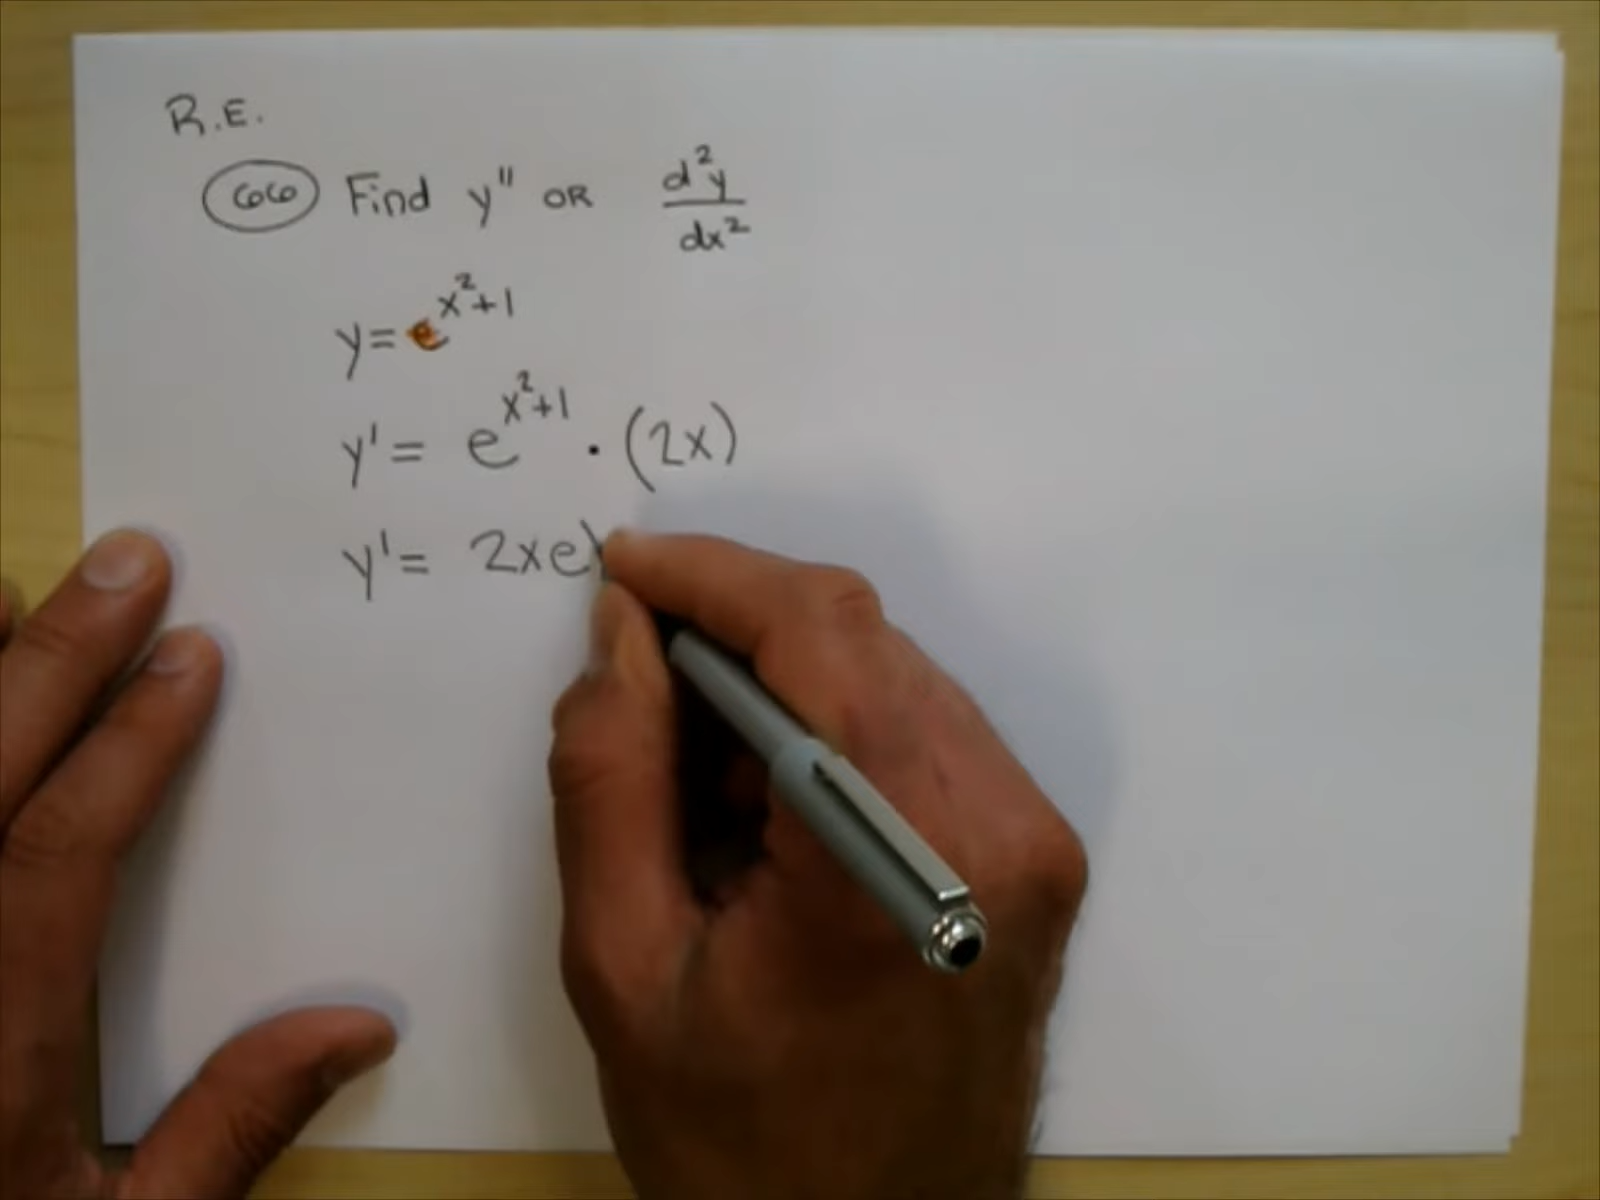 R.E.
66 Find y" OR d²y/dx²
y = e^x²+1
y' = e^x²+1 · (2x)
y' = 2xe